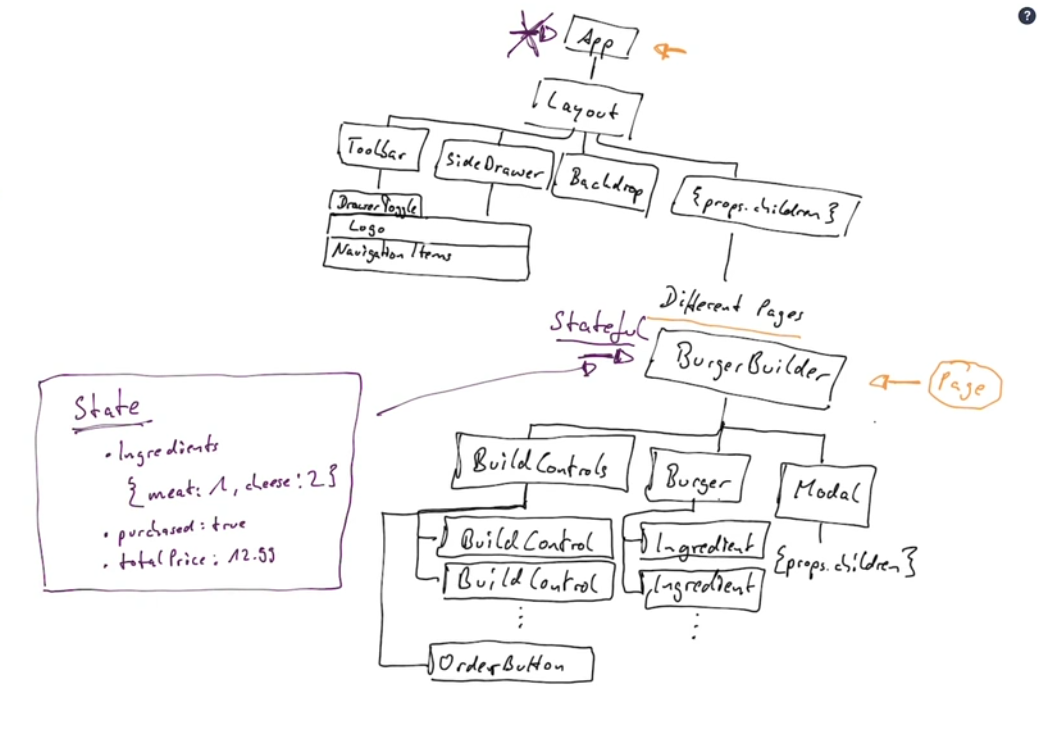 ?
App
Layout
Toolbar
SideDrawer
Backdrop
{props.children}
DrawerToggle
Logo
Navigation Items
Different Pages
Stateful
BurgerBuilder
Page
State
• Ingredients
{meat: 1, cheese: 2}
• purchased: true
• totalPrice: 12.99
BuildControls
Burger
Modal
BuildControl
Ingredient
{props.children}
BuildControl
Ingredient
OrderButton